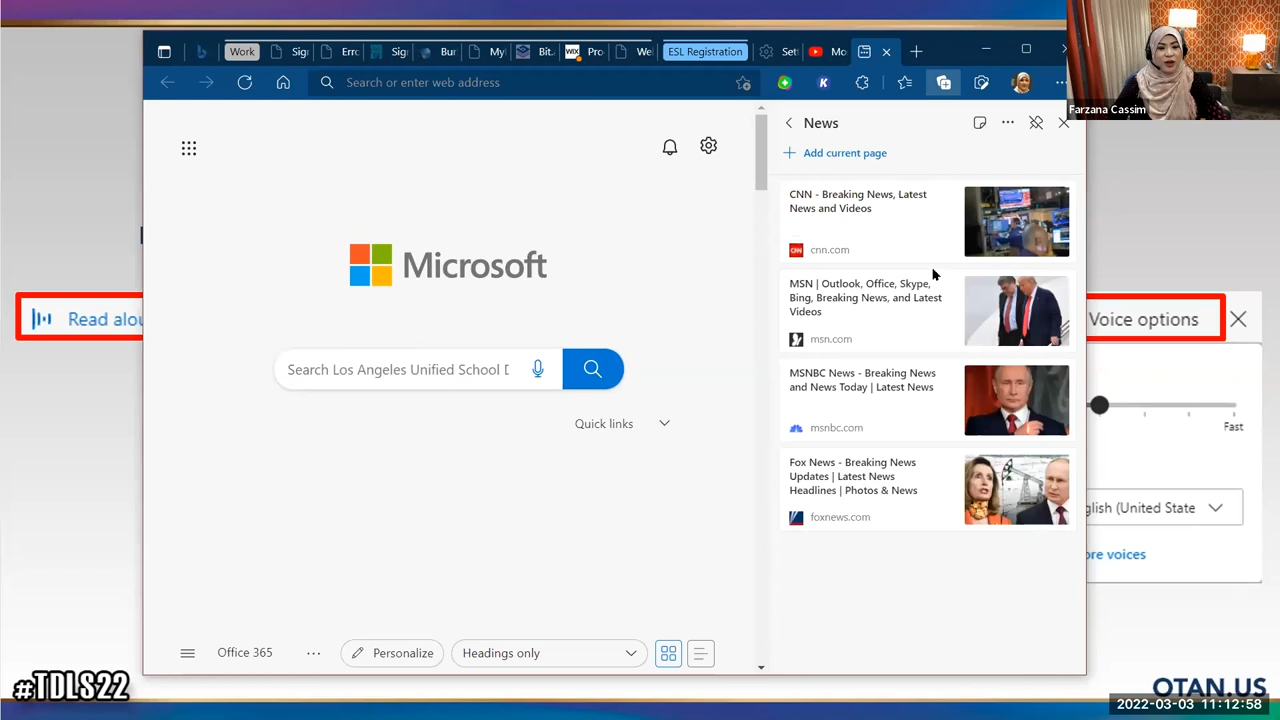 Work
Sig
Erro
Sig
Bur
My
Bit.
WIX
Pro
We
ESL Registration
Set
Mo
Search or enter web address
K
Farzana Cassim
News
Add current page
CNN - Breaking News, Latest
News and Videos
CNN
cnn.com
MSN | Outlook, Office, Skype,
Bing, Breaking News, and Latest
Videos
msn.com
MSNBC News - Breaking News
and News Today | Latest News
msnbc.com
Fox News - Breaking News
Updates | Latest News
Headlines | Photos & News
foxnews.com
Microsoft
Search Los Angeles Unified School D
Quick links
Office 365
Personalize
Headings only
Read alou
Voice options
Fast
glish (United State
ore voices
#TDLS22
OTAN.US
2022-03-03 11:12:58